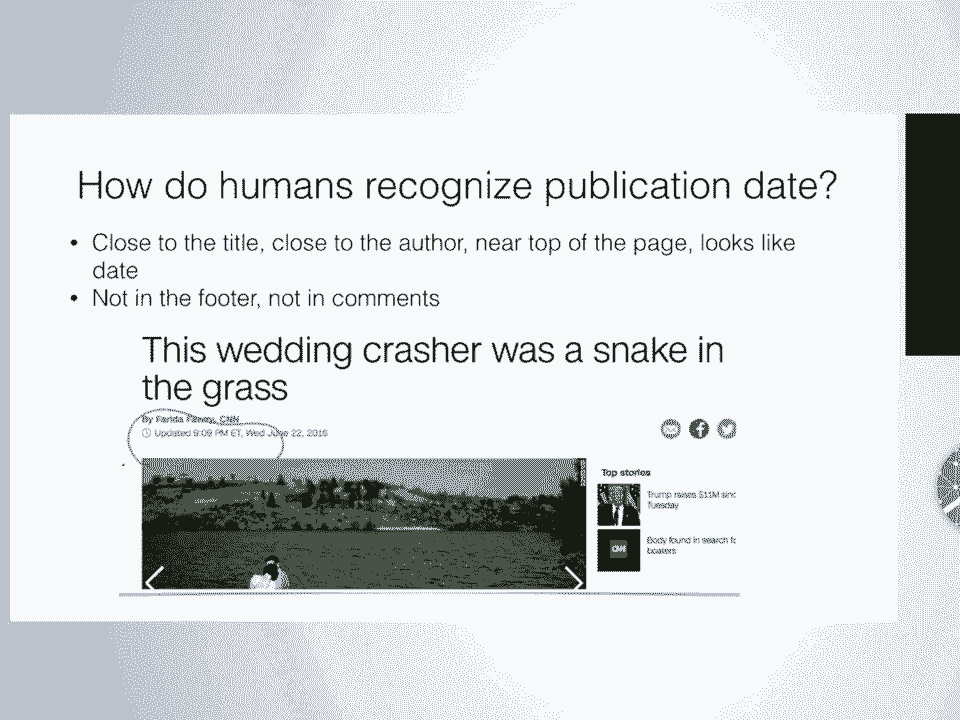 How do humans recognize publication date?
• Close to the title, close to the author, near top of the page, looks like
date
• Not in the footer, not in comments
This wedding crasher was a snake in
the grass
By Farida Fawzy, CNN
Updated 9:09 PM ET, Wed June 22, 2016
Top stories
Trump raises $11M sinc
Tuesday
CNN
Body found in search fo
boaters